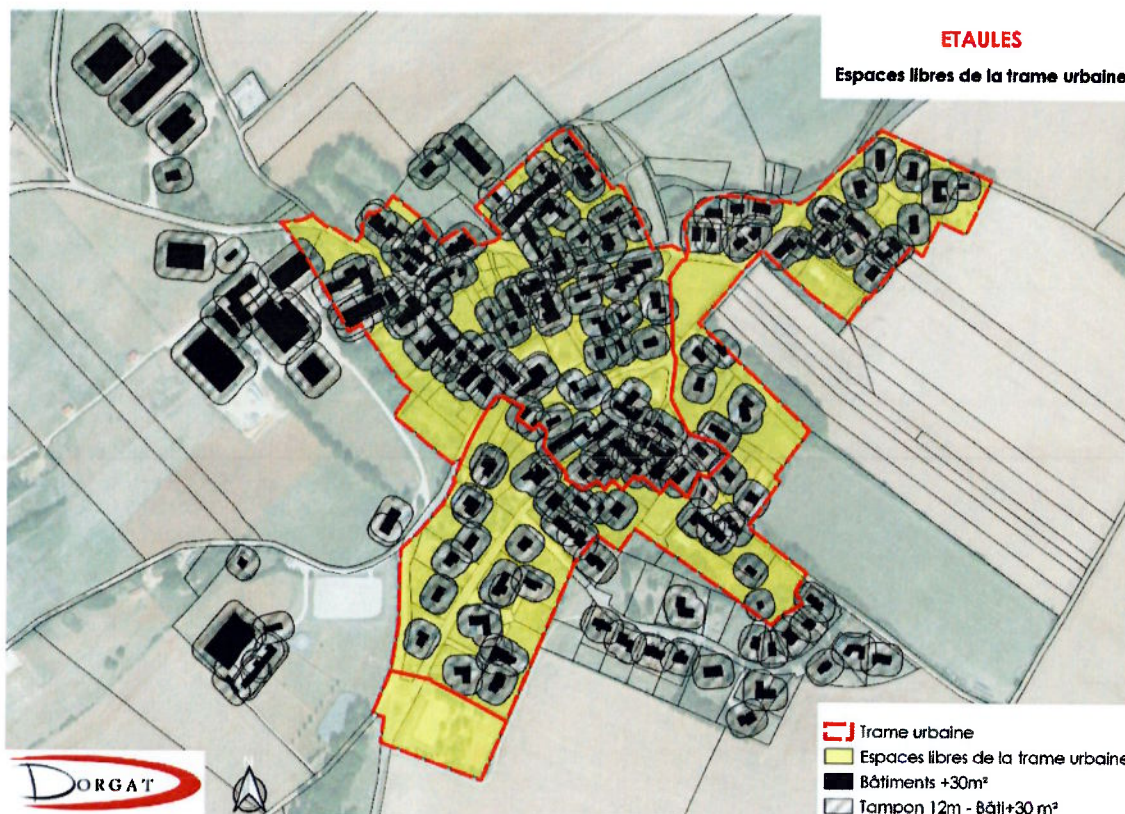 ETAULES
Espaces libres de la trame urbaine
Trame urbaine
Espaces libres de la trame urbaine
Bâtiments +30m²
Tampon 12m - Bâti+30 m²
DORGAT